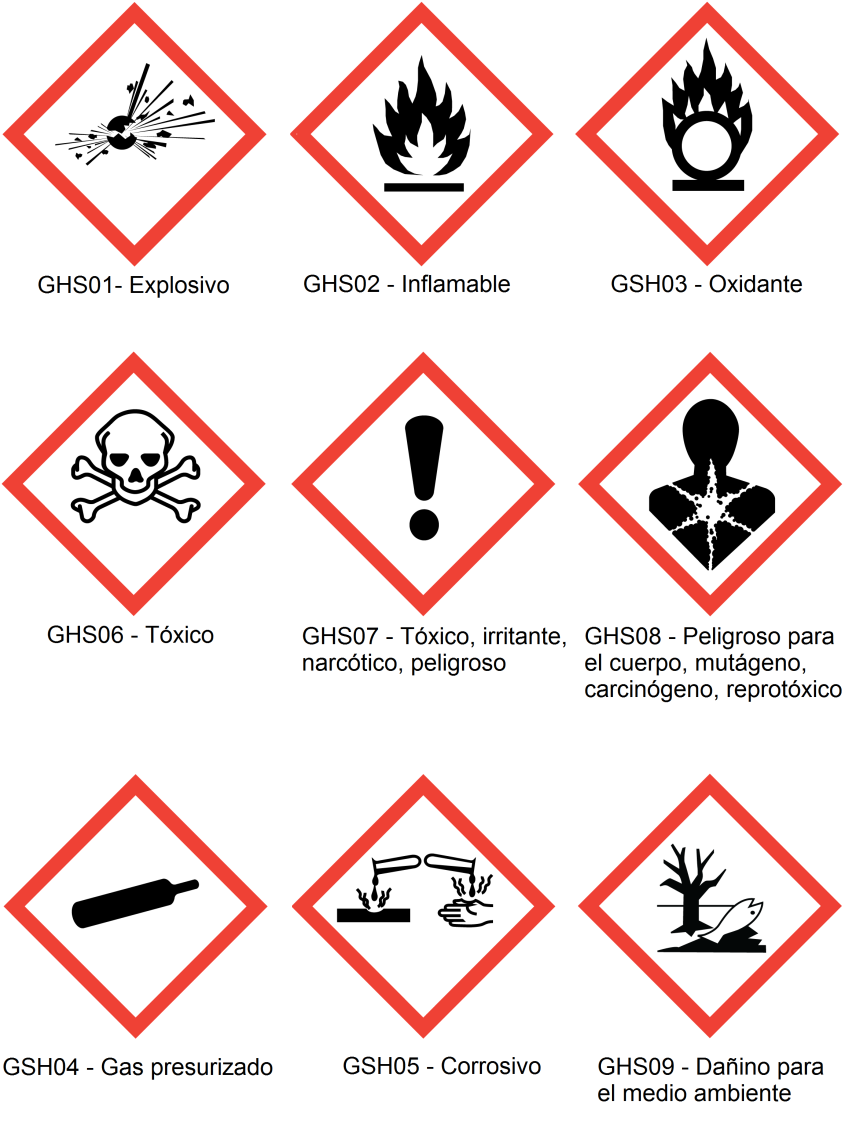 GHS01- Explosivo
GHS02 - Inflamable
GSH03 - Oxidante
GHS06 - Tóxico
GHS07 - Tóxico, irritante,
narcótico, peligroso
GHS08 - Peligroso para
el cuerpo, mutágeno,
carcinógeno, reprotóxico
GSH04 - Gas presurizado
GSH05 - Corrosivo
GHS09 - Dañino para
el medio ambiente